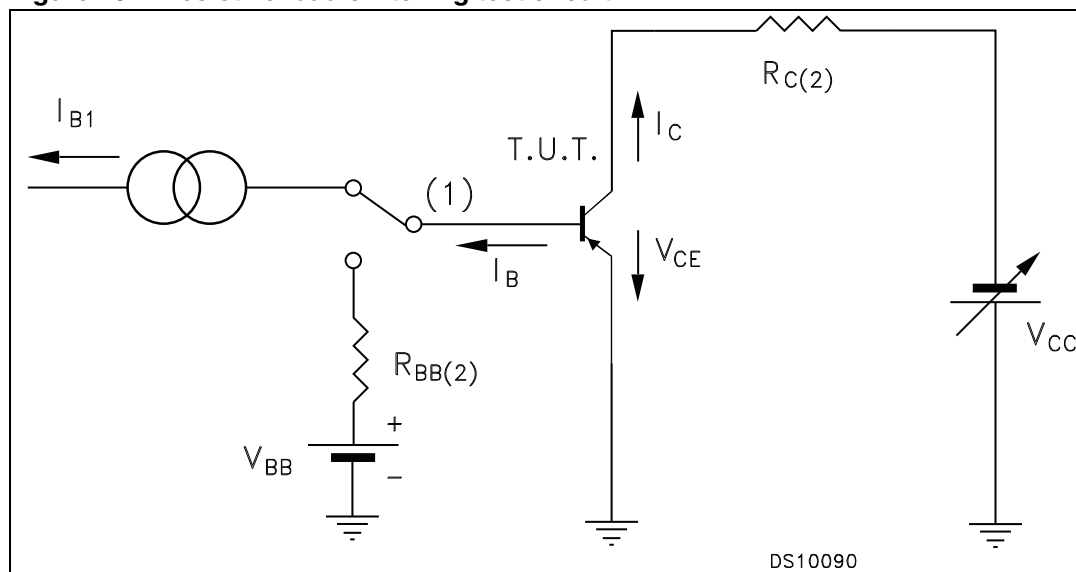 I_B1
T.U.T.
I_C
R_C(2)
(1)
I_B
V_CE
V_CC
R_BB(2)
V_BB
+
-
DS10090